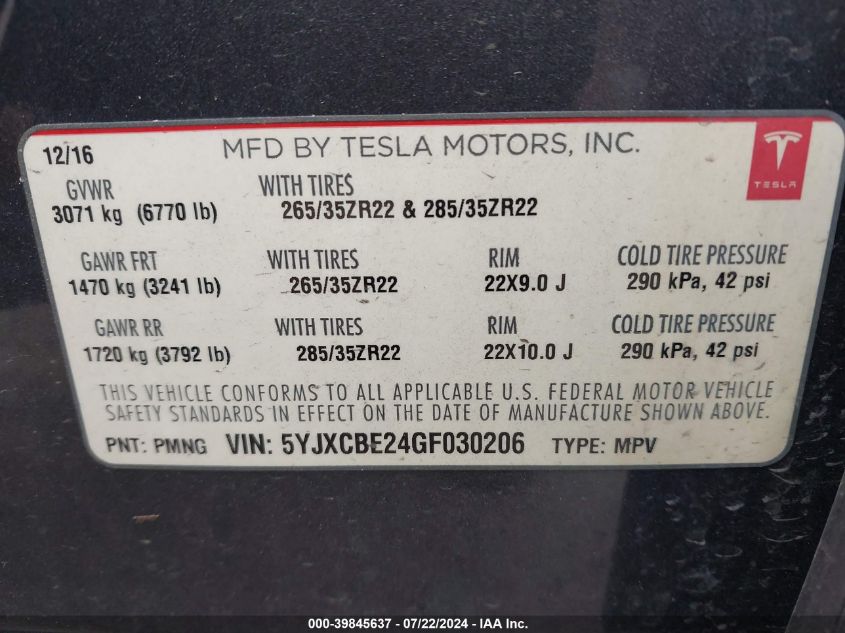 12/16 MFD BY TESLA MOTORS, INC.
TESLA
GVWR WITH TIRES
3071 kg (6770 lb) 265/35ZR22 & 285/35ZR22
GAWR FRT WITH TIRES RIM COLD TIRE PRESSURE
1470 kg (3241 lb) 265/35ZR22 22X9.0 J 290 kPa, 42 psi
GAWR RR WITH TIRES RIM COLD TIRE PRESSURE
1720 kg (3792 lb) 285/35ZR22 22X10.0 J 290 kPa, 42 psi
THIS VEHICLE CONFORMS TO ALL APPLICABLE U.S. FEDERAL MOTOR VEHICLE
SAFETY STANDARDS IN EFFECT ON THE DATE OF MANUFACTURE SHOWN ABOVE.
PNT: PMNG VIN: 5YJXCBE24GF030206 TYPE: MPV
000-39845637 - 07/22/2024 - IAAI, Inc.